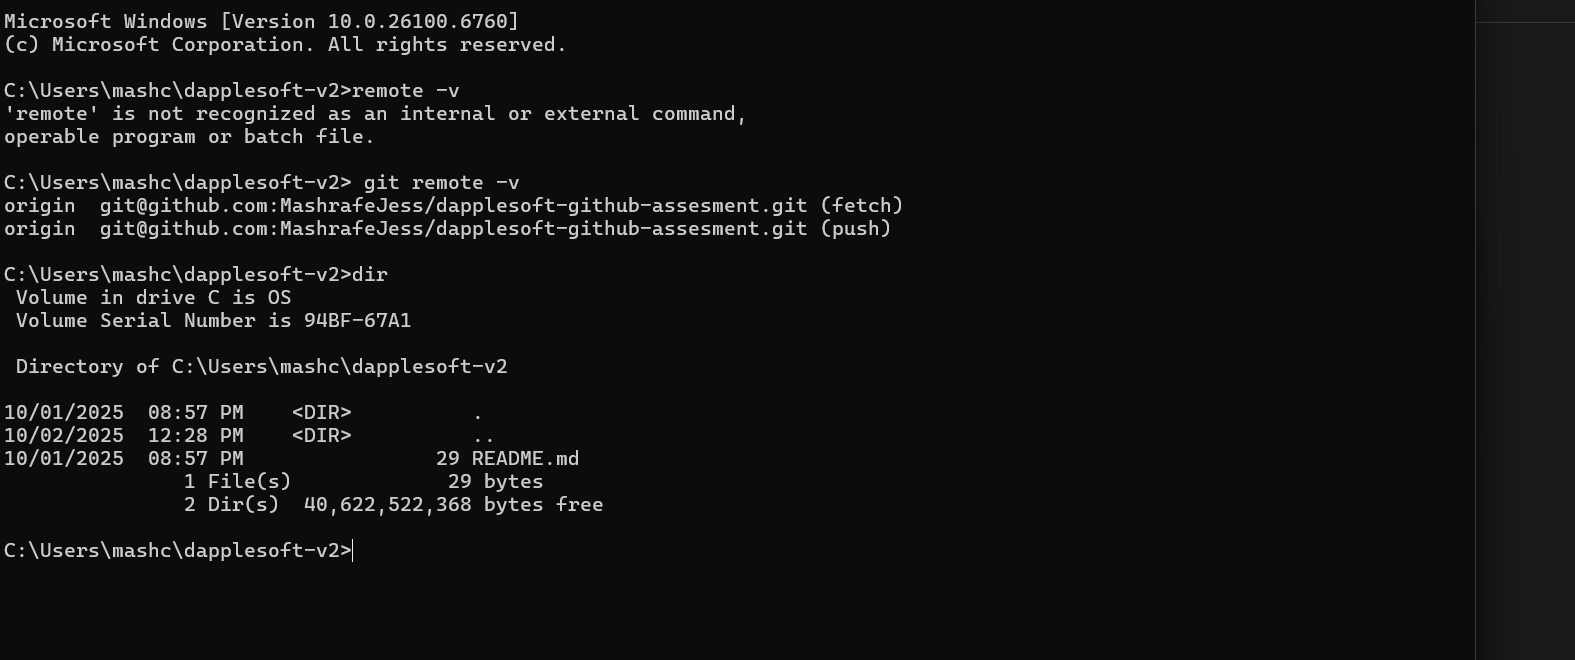 Microsoft Windows [Version 10.0.26100.6760]
(c) Microsoft Corporation. All rights reserved.
C:\Users\mashc\dapplesoft-v2>remote -v
'remote' is not recognized as an internal or external command,
operable program or batch file.
C:\Users\mashc\dapplesoft-v2> git remote -v
origin  git@github.com:MashrafeJess/dapplesoft-github-assesment.git (fetch)
origin  git@github.com:MashrafeJess/dapplesoft-github-assesment.git (push)
C:\Users\mashc\dapplesoft-v2>dir
 Volume in drive C is OS
 Volume Serial Number is 94BF-67A1
 Directory of C:\Users\mashc\dapplesoft-v2
10/01/2025  08:57 PM    <DIR>          .
10/02/2025  12:28 PM    <DIR>          ..
10/01/2025  08:57 PM                29 README.md
               1 File(s)             29 bytes
               2 Dir(s)  40,622,522,368 bytes free
C:\Users\mashc\dapplesoft-v2>